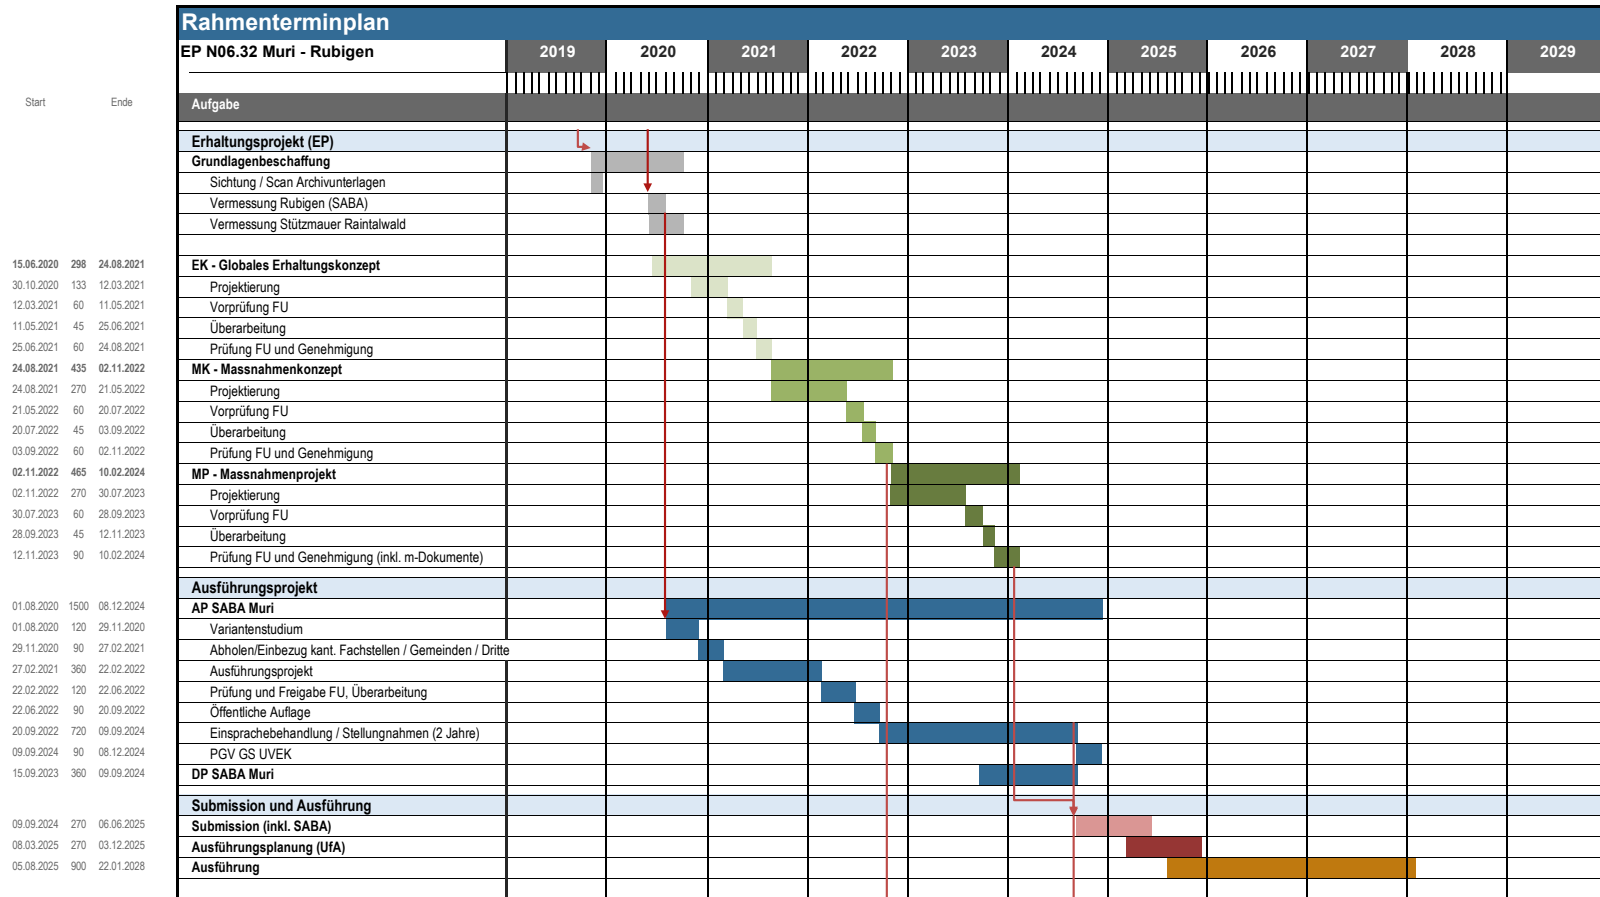 Rahmenterminplan
EP N06.32 Muri - Rubigen 2019 2020 2021 2022 2023 2024 2025 2026 2027 2028 2029
Start Ende Aufgabe
Erhaltungsprojekt (EP)
Grundlagenbeschaffung
Sichtung / Scan Archivunterlagen
Vermessung Rubigen (SABA)
Vermessung Stützmauer Raintalwald
15.06.2020 298 24.08.2021 EK - Globales Erhaltungskonzept
30.10.2020 133 12.03.2021 Projektierung
12.03.2021 60 11.05.2021 Vorprüfung FU
11.05.2021 45 25.06.2021 Überarbeitung
25.06.2021 60 24.08.2021 Prüfung FU und Genehmigung
24.08.2021 435 02.11.2022 MK - Massnahmenkonzept
24.08.2021 270 21.05.2022 Projektierung
21.05.2022 60 20.07.2022 Vorprüfung FU
20.07.2022 45 03.09.2022 Überarbeitung
03.09.2022 60 02.11.2022 Prüfung FU und Genehmigung
02.11.2022 465 10.02.2024 MP - Massnahmenprojekt
02.11.2022 270 30.07.2023 Projektierung
30.07.2023 60 28.09.2023 Vorprüfung FU
28.09.2023 45 12.11.2023 Überarbeitung
12.11.2023 90 10.02.2024 Prüfung FU und Genehmigung (inkl. m-Dokumente)
Ausführungsprojekt
01.08.2020 1500 08.12.2024 AP SABA Muri
01.08.2020 120 29.11.2020 Variantenstudium
29.11.2020 90 27.02.2021 Abholen/Einbezug kant. Fachstellen / Gemeinden / Dritte
27.02.2021 360 22.02.2022 Ausführungsprojekt
22.02.2022 120 22.06.2022 Prüfung und Freigabe FU, Überarbeitung
22.06.2022 90 20.09.2022 Öffentliche Auflage
20.09.2022 720 09.09.2024 Einsprachebehandlung / Stellungnahmen (2 Jahre)
09.09.2024 90 08.12.2024 PGV GS UVEK
15.09.2023 360 09.09.2024 DP SABA Muri
Submission und Ausführung
09.09.2024 270 06.06.2025 Submission (inkl. SABA)
08.03.2025 270 03.12.2025 Ausführungsplanung (UfA)
05.08.2025 900 22.01.2028 Ausführung